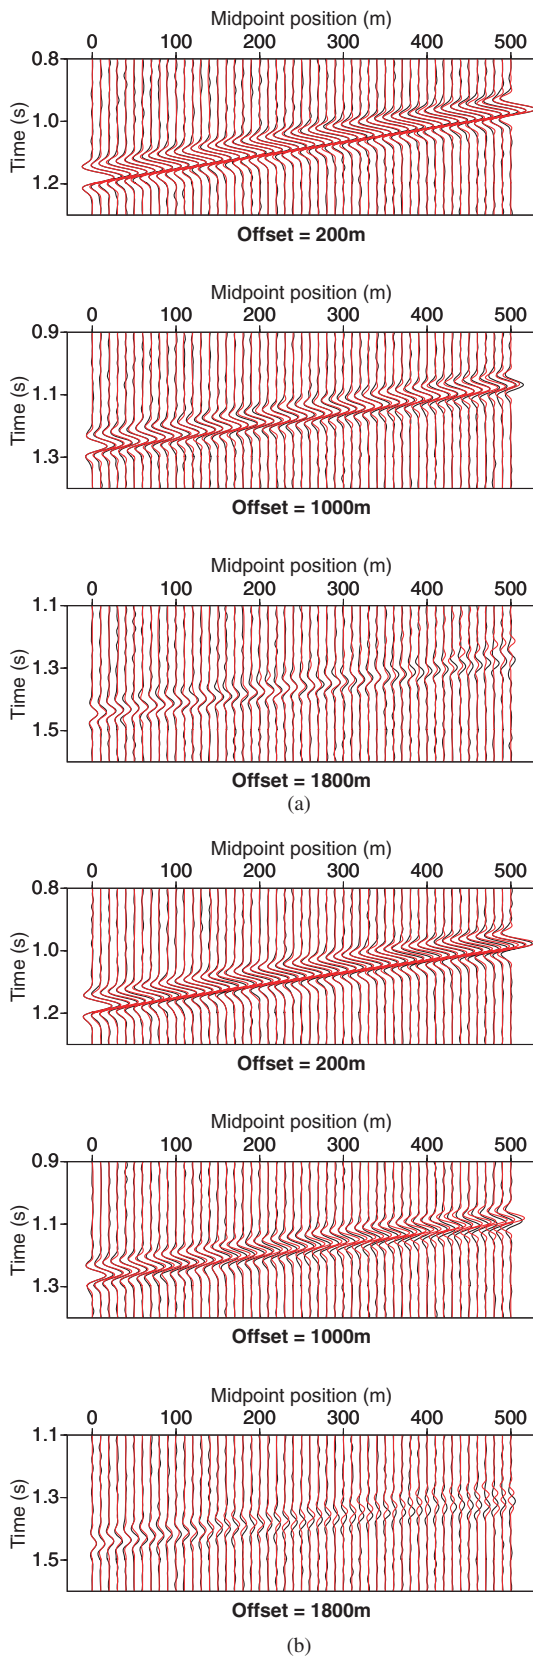 Midpoint position (m)
0 100 200 300 400 500
0.8
1.0
1.2
Time (s)
Offset = 200m
Midpoint position (m)
0 100 200 300 400 500
0.9
1.1
1.3
Time (s)
Offset = 1000m
Midpoint position (m)
0 100 200 300 400 500
1.1
1.3
1.5
Time (s)
Offset = 1800m
(a)
Midpoint position (m)
0 100 200 300 400 500
0.8
1.0
1.2
Time (s)
Offset = 200m
Midpoint position (m)
0 100 200 300 400 500
0.9
1.1
1.3
Time (s)
Offset = 1000m
Midpoint position (m)
0 100 200 300 400 500
1.1
1.3
1.5
Time (s)
Offset = 1800m
(b)